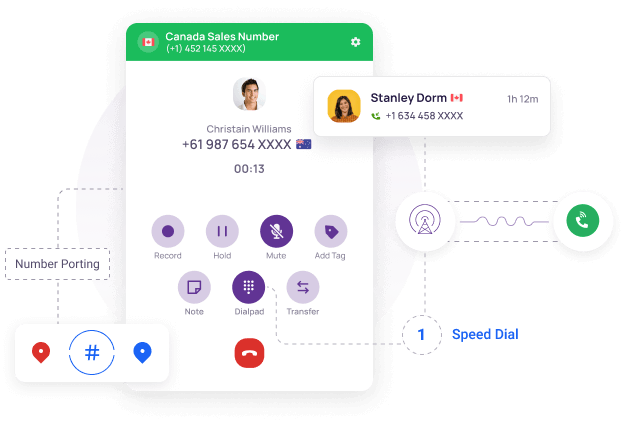 Canada Sales Number
(+1) 452 145 XXXX)
Stanley Dorm
1h 12m
+1 634 458 XXXX
Christain Williams
+61 987 654 XXXX
00:13
Record
Hold
Mute
Add Tag
Number Porting
Note
Dialpad
Transfer
1
Speed Dial
#